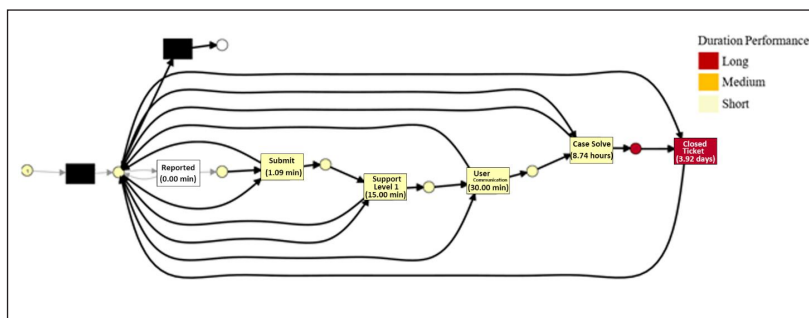 Duration Performance
Long
Medium
Short
Reported
(0.00 min)
Submit
(1.09 min)
Support
Level 1
(15.00 min)
User
Communication
(30.00 min)
Case Solve
(8.74 hours)
Closed
Ticket
(3.92 days)